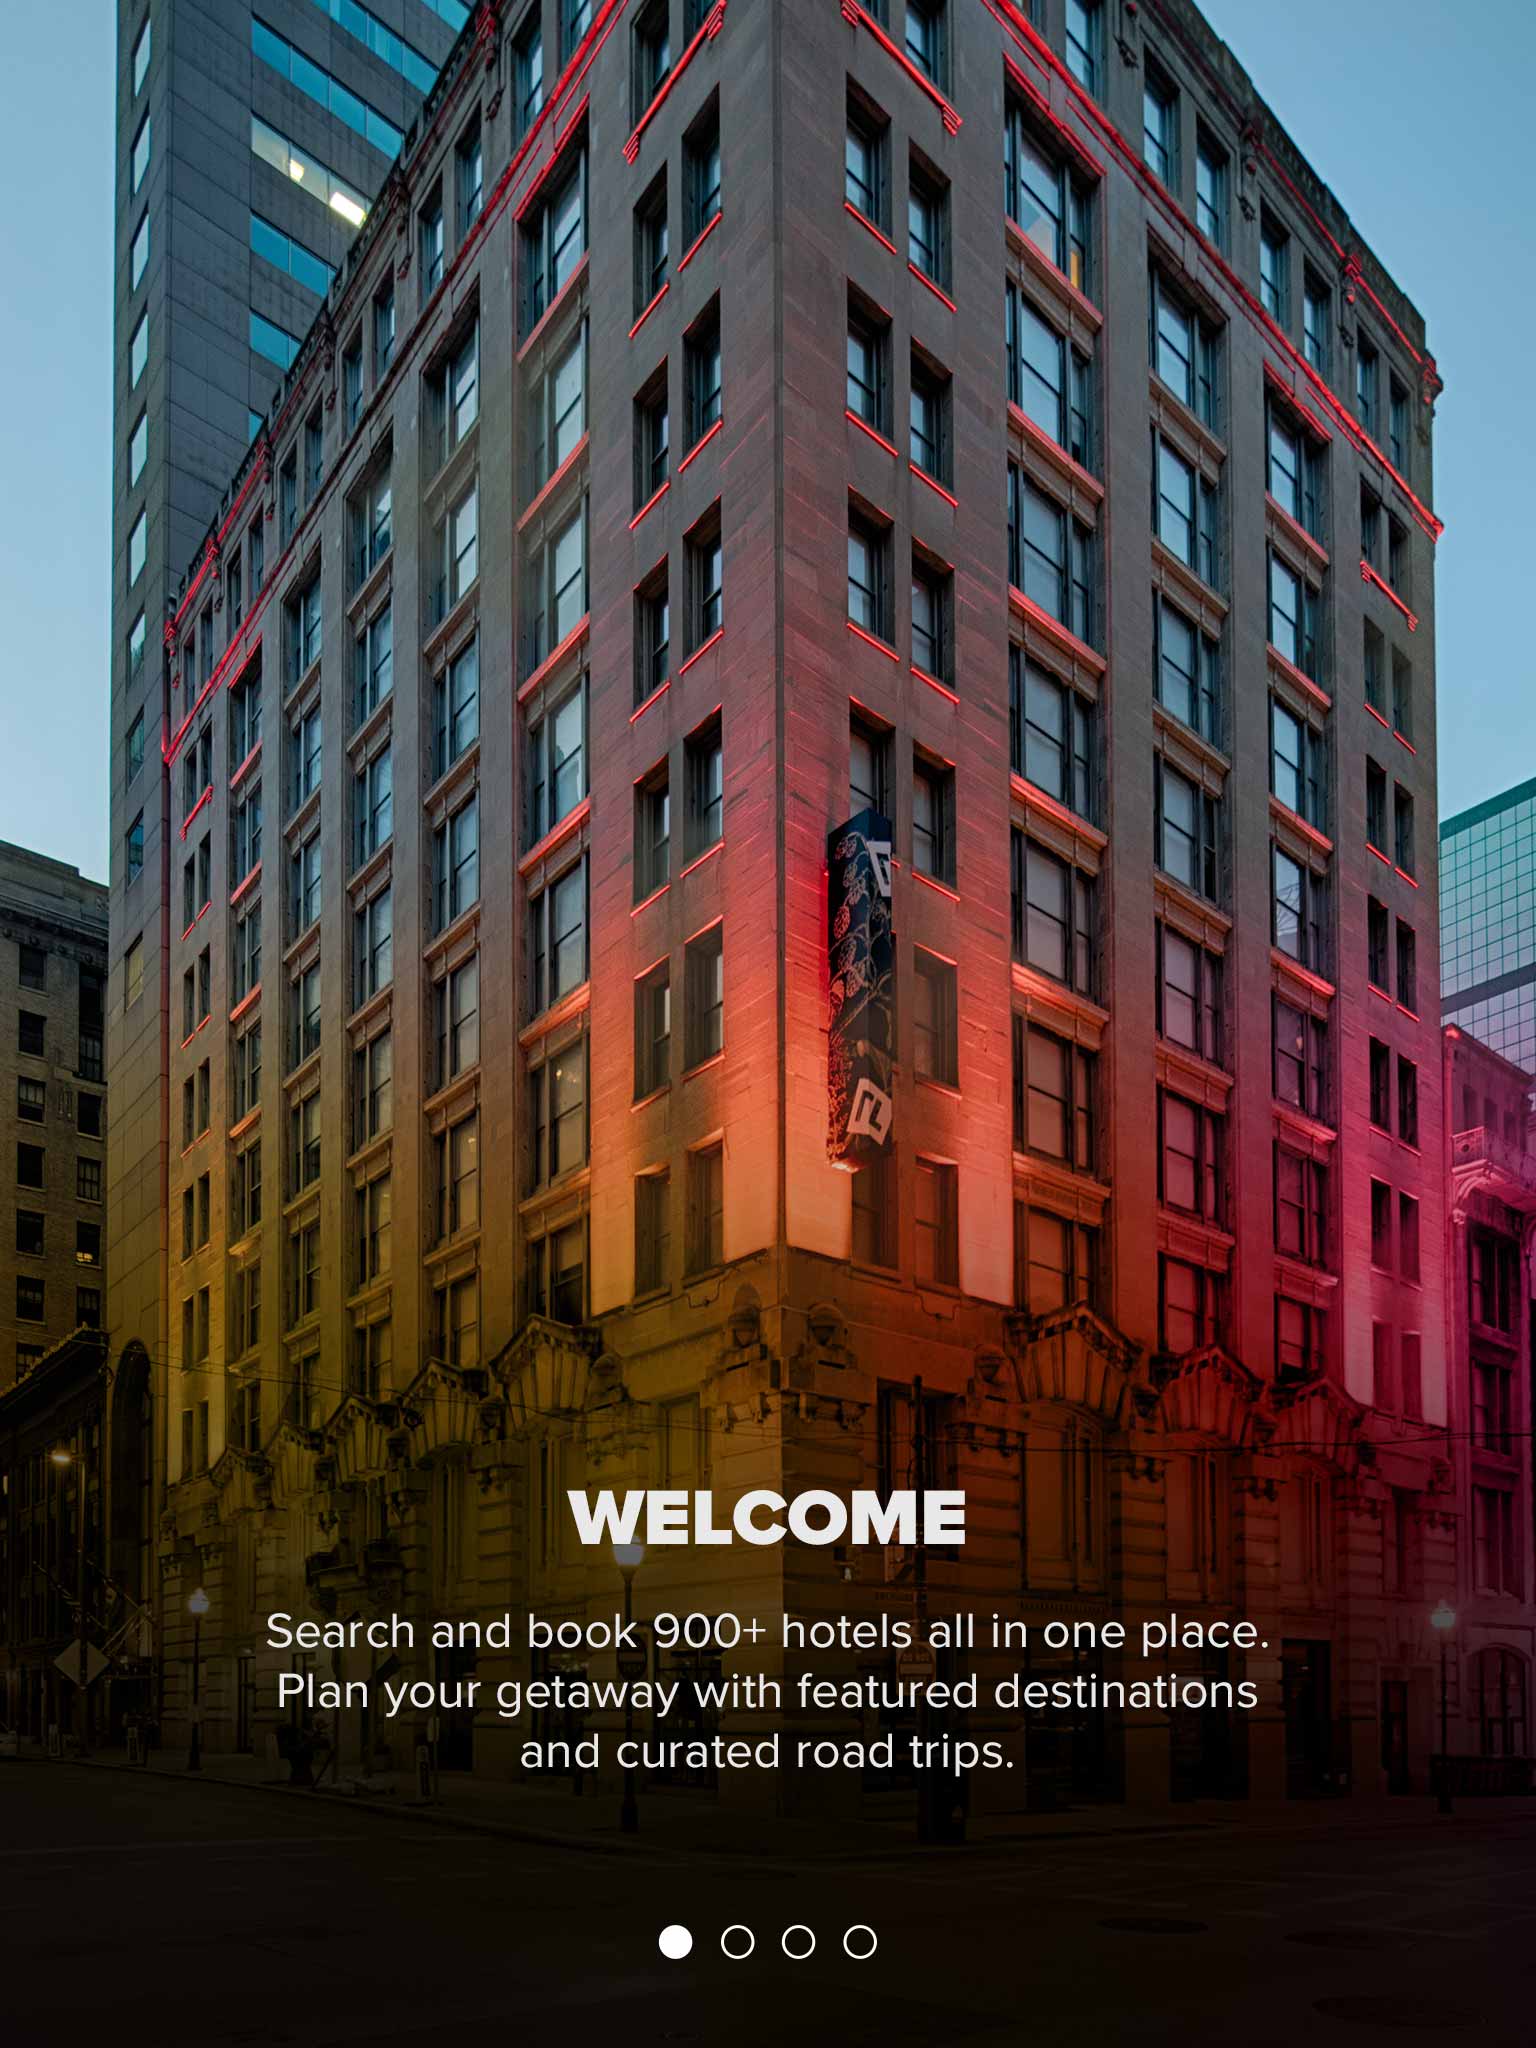 WELCOME
Search and book 900+ hotels all in one place.
Plan your getaway with featured destinations
and curated road trips.